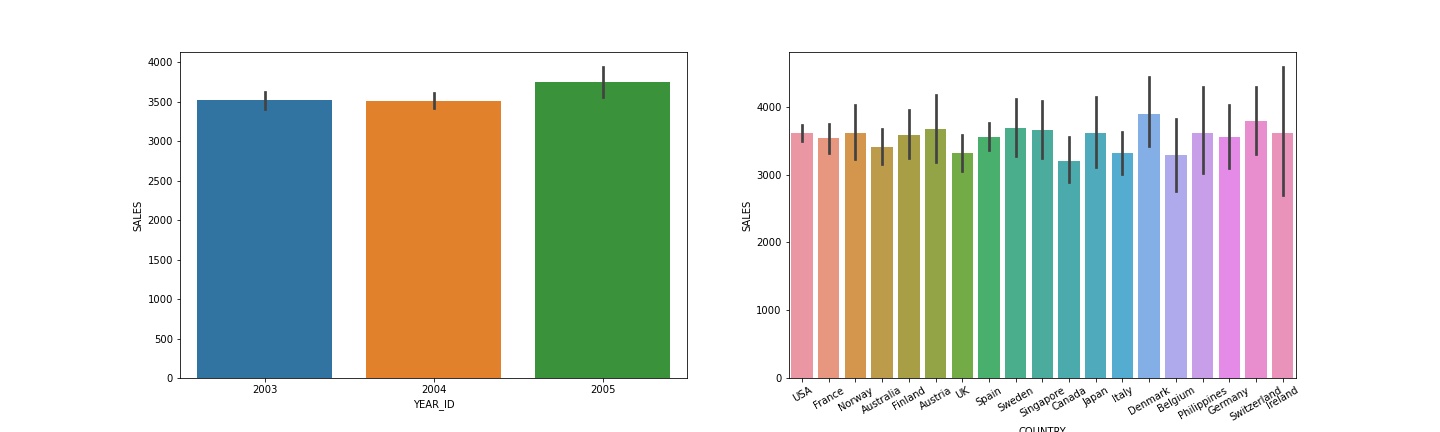 4000
3500
3000
2500
2000
1500
1000
500
0
SALES
2003 2004 2005
YEAR_ID
4000
3000
2000
1000
0
SALES
USA France Norway Australia Finland Austria UK Spain Sweden Singapore Canada Japan Italy Denmark Belgium Philippines Germany Switzerland Ireland
COUNTRY